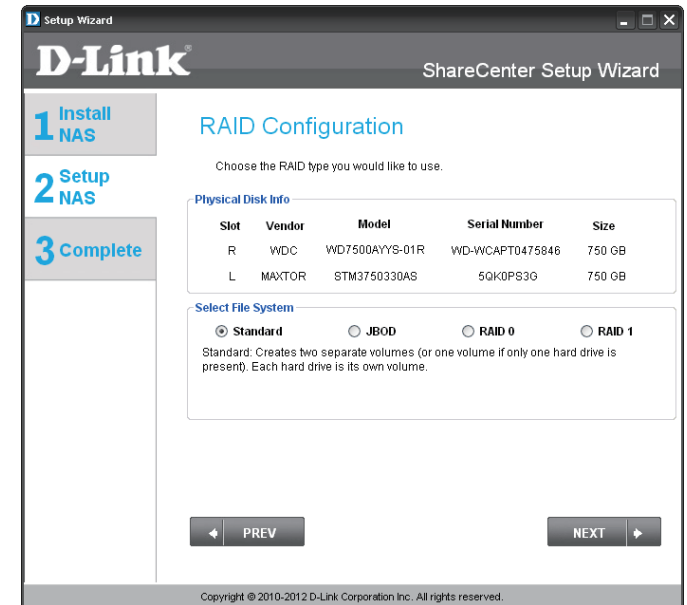 Setup Wizard
D-Link®
ShareCenter Setup Wizard
1 Install NAS
2 Setup NAS
3 Complete
RAID Configuration
Choose the RAID type you would like to use.
Physical Disk Info
Slot Vendor Model Serial Number Size
R WDC WD7500AYYS-01R WD-WCAPT0475846 750 GB
L MAXTOR STM3750330AS 5QK0PS3G 750 GB
Select File System
Standard JBOD RAID 0 RAID 1
Standard: Creates two separate volumes (or one volume if only one hard drive is
present). Each hard drive is its own volume.
PREV NEXT
Copyright © 2010-2012 D-Link Corporation Inc. All rights reserved.